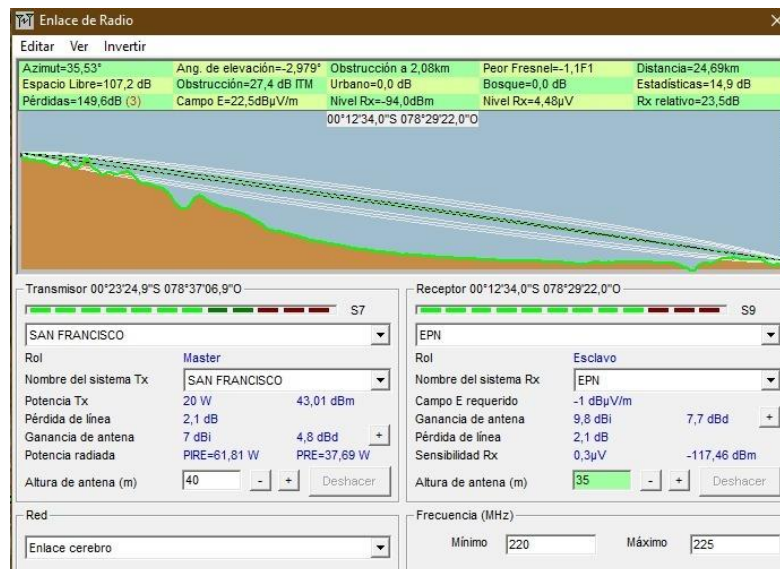 Enlace de Radio
Editar Ver Invertir
Azimut=35,53° Ang. de elevación=-2,979° Obstrucción a 2,08km Peor Fresnel=-1,1F1 Distancia=24,69km
Espacio Libre=107,2 dB Obstrucción=27,4 dB ITM Urbano=0,0 dB Bosque=0,0 dB Estadísticas=14,9 dB
Pérdidas=149,6dB (3) Campo E=22,5dBµV/m Nivel Rx=-94,0dBm Nivel Rx=4,48µV Rx relativo=23,5dB
00°12'34,0"S 078°29'22,0"O
Transmisor 00°23'24,9"S 078°37'06,9"O
S7
SAN FRANCISCO
Rol Master
Nombre del sistema Tx SAN FRANCISCO
Potencia Tx 20 W 43,01 dBm
Pérdida de línea 2,1 dB
Ganancia de antena 7 dBi 4,8 dBd +
Potencia radiada PIRE=61,81 W PRE=37,69 W
Altura de antena (m) 40 - + Deshacer
Receptor 00°12'34,0"S 078°29'22,0"O
S9
EPN
Rol Esclavo
Nombre del sistema Rx EPN
Campo E requerido -1 dBµV/m
Ganancia de antena 9,8 dBi 7,7 dBd +
Pérdida de línea 2,1 dB
Sensibilidad Rx 0,3µV -117,46 dBm
Altura de antena (m) 35 - + Deshacer
Red
Enlace cerebro
Frecuencia (MHz)
Mínimo 220 Máximo 225